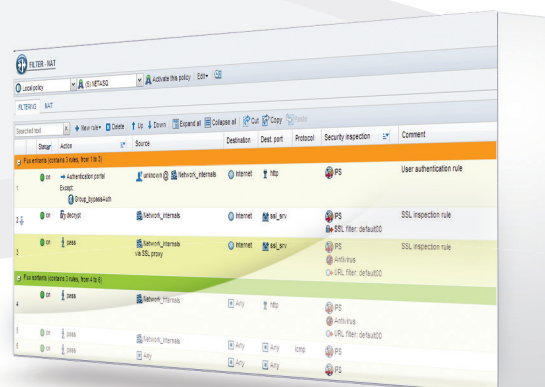 FILTER - NAT
Local policy (5) NETASQ Activate this policy Edit
FILTERING NAT
Searched text New rule Delete Up Down Expand all Collapse all Cut Copy Paste
Status Action Source Destination Dest. port Protocol Security inspection Comment
Flux entrants (contains 3 rules, from 1 to 3)
1 on Authentication portal unknown @ Network_internals Internet http IPS User authentication rule
Except:
Group_bypassAuth
2 on decrypt Network_internals Internet ssl_srv IPS SSL inspection rule
SSL filter: default00
3 on pass Network_internals Internet ssl_srv IPS SSL inspection rule
via SSL proxy Antivirus
URL filter: default00
Flux sortants (contains 3 rules, from 4 to 6)
4 on pass Network_internals Any http IPS
Antivirus
URL filter: default00
5 on pass Network_internals Any Any icmp IPS
6 on pass Any Any Any IPS